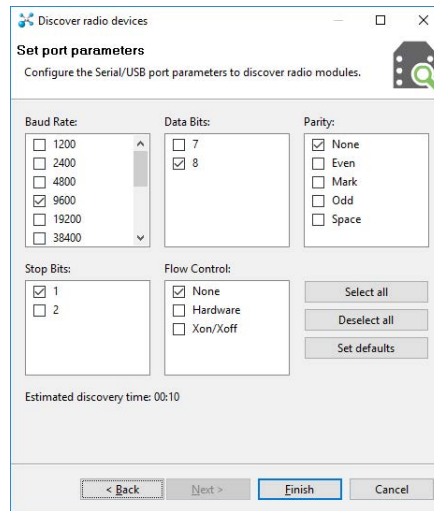 Discover radio devices
Set port parameters
Configure the Serial/USB port parameters to discover radio modules.
Baud Rate:
1200
2400
4800
9600
19200
38400
Data Bits:
7
8
Parity:
None
Even
Mark
Odd
Space
Stop Bits:
1
2
Flow Control:
None
Hardware
Xon/Xoff
Select all
Deselect all
Set defaults
Estimated discovery time: 00:10
< Back
Next >
Finish
Cancel